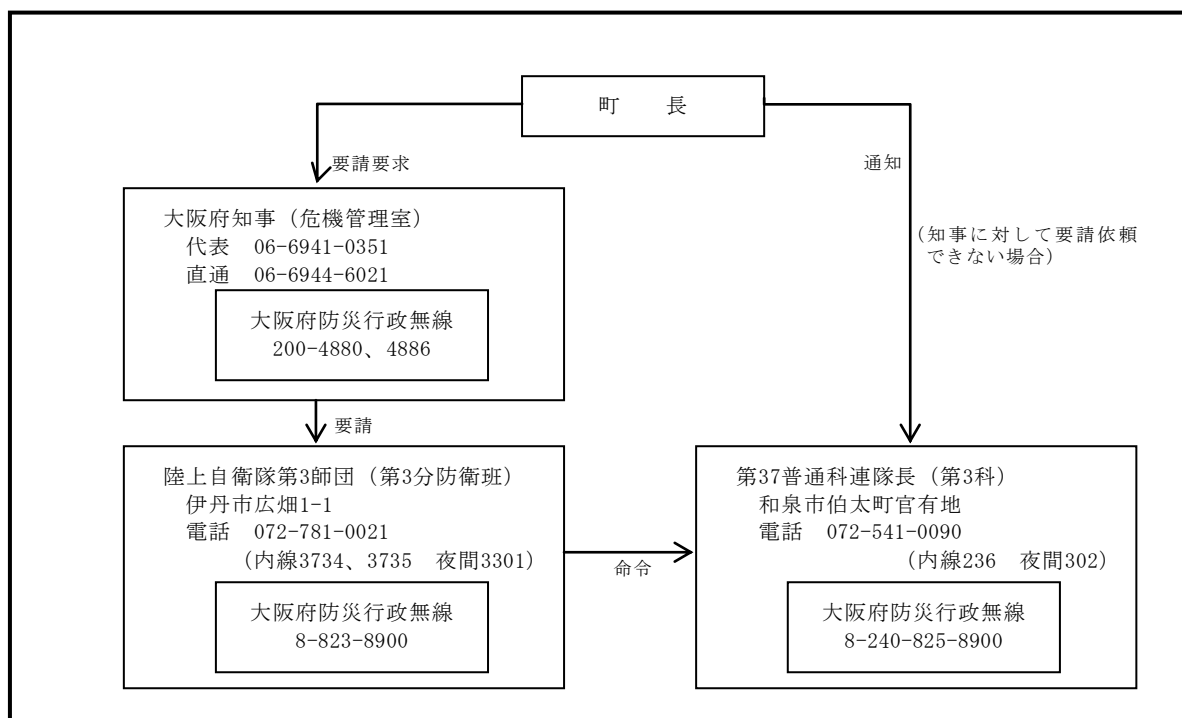 町　　長
要請要求
通知
大阪府知事（危機管理室）
代表　06-6941-0351
直通　06-6944-6021
大阪府防災行政無線
200-4880、4886
（知事に対して要請依頼
できない場合）
要請
陸上自衛隊第3師団（第3分防衛班）
伊丹市広畑1-1
電話　072-781-0021
（内線3734、3735　夜間3301）
大阪府防災行政無線
8-823-8900
命令
第37普通科連隊長（第3科）
和泉市伯太町官有地
電話　072-541-0090
（内線236　夜間302）
大阪府防災行政無線
8-240-825-8900